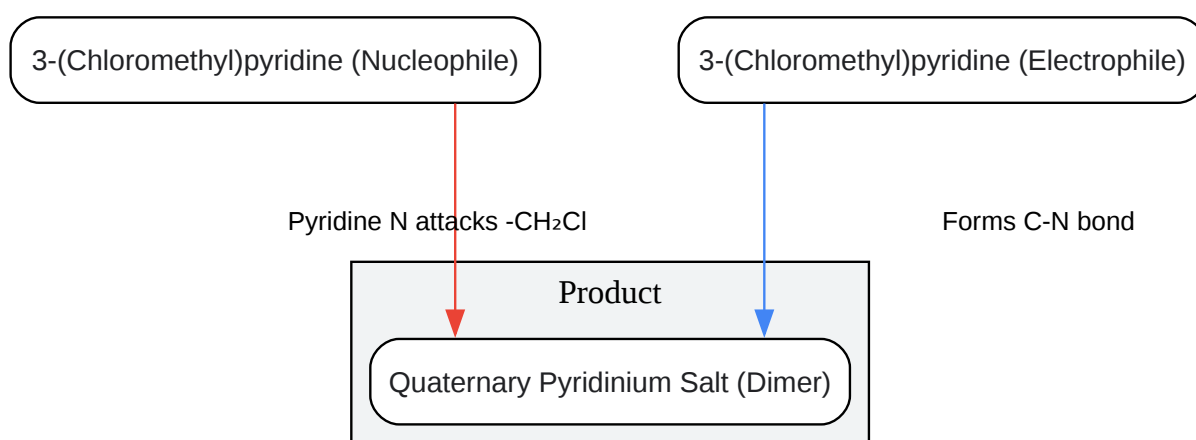 3-(Chloromethyl)pyridine (Nucleophile)
3-(Chloromethyl)pyridine (Electrophile)
Pyridine N attacks -CH₂Cl
Forms C-N bond
Product
Quaternary Pyridinium Salt (Dimer)